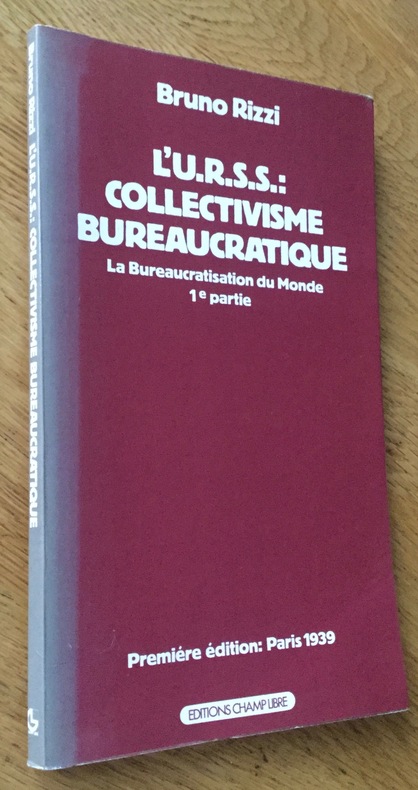 Bruno Rizzi
L'U.R.S.S.:
COLLECTIVISME
BUREAUCRATIQUE
La Bureaucratisation du Monde
1e partie
Premiére édition: Paris 1939
EDITIONS CHAMP LIBRE
Bruno Rizzi L'U.R.S.S.: COLLECTIVISME BUREAUCRATIQUE